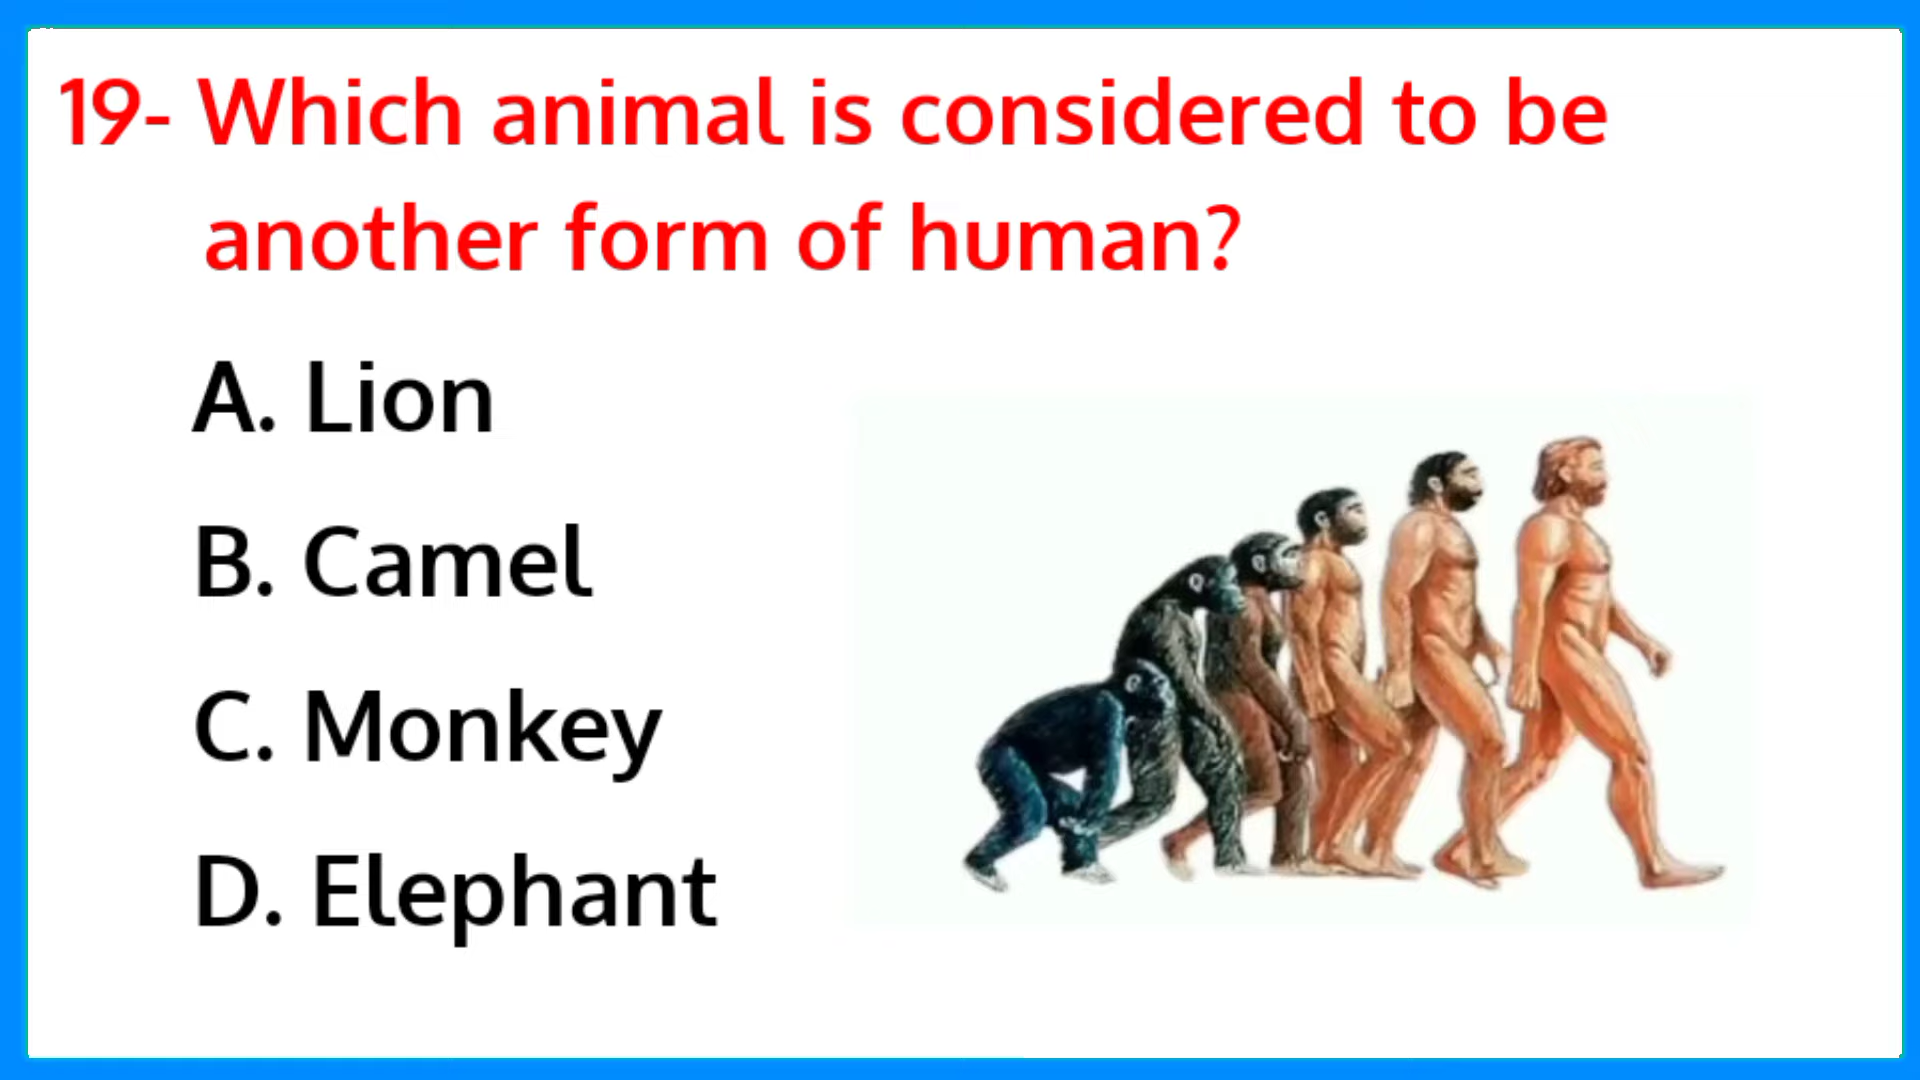 19- Which animal is considered to be
another form of human?
A. Lion
B. Camel
C. Monkey
D. Elephant